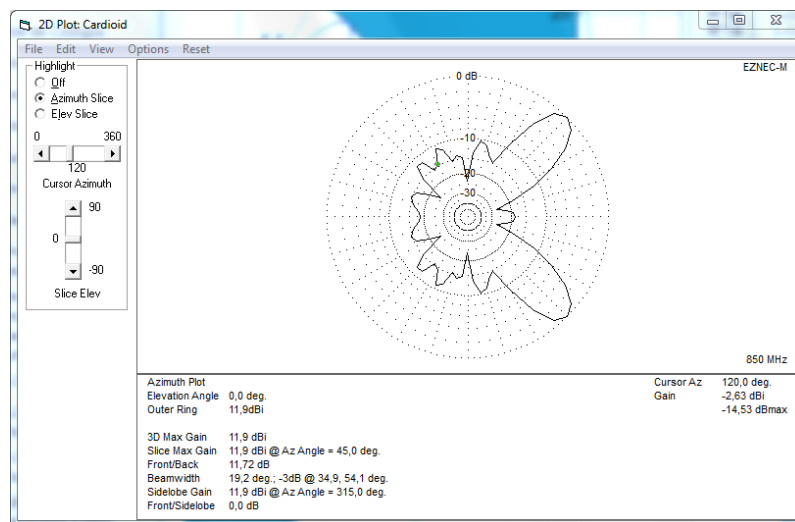 2D Plot: Cardioid
File Edit View Options Reset
Highlight
Off
Azimuth Slice
Elev Slice
0 360
120
Cursor Azimuth
90
0
-90
Slice Elev
EZNEC-M
0 dB
-10
-20
-30
850 MHz
Azimuth Plot
Elevation Angle 0,0 deg.
Outer Ring 11,9dBi
3D Max Gain 11,9 dBi
Slice Max Gain 11,9 dBi @ Az Angle = 45,0 deg.
Front/Back 11,72 dB
Beamwidth 19,2 deg.; -3dB @ 34,9, 54,1 deg.
Sidelobe Gain 11,9 dBi @ Az Angle = 315,0 deg.
Front/Sidelobe 0,0 dB
Cursor Az 120,0 deg.
Gain -2,63 dBi
-14,53 dBmax